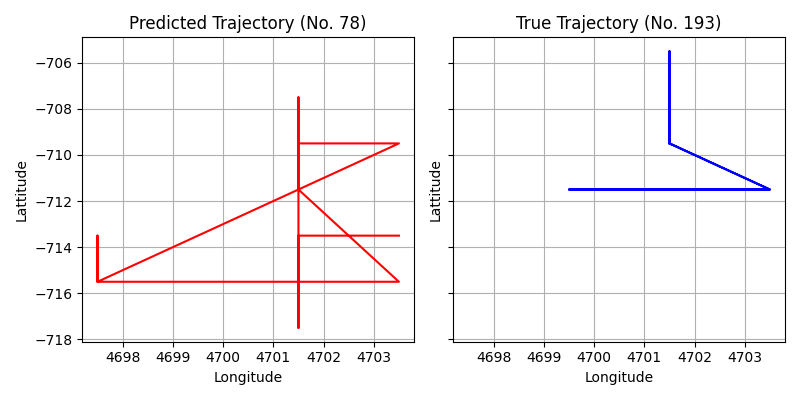 Predicted Trajectory (No. 78)
True Trajectory (No. 193)
−706
−708
−710
−712
−714
−716
−718
Lattitude
Lattitude
4698 4699 4700 4701 4702 4703
4698 4699 4700 4701 4702 4703
Longitude
Longitude